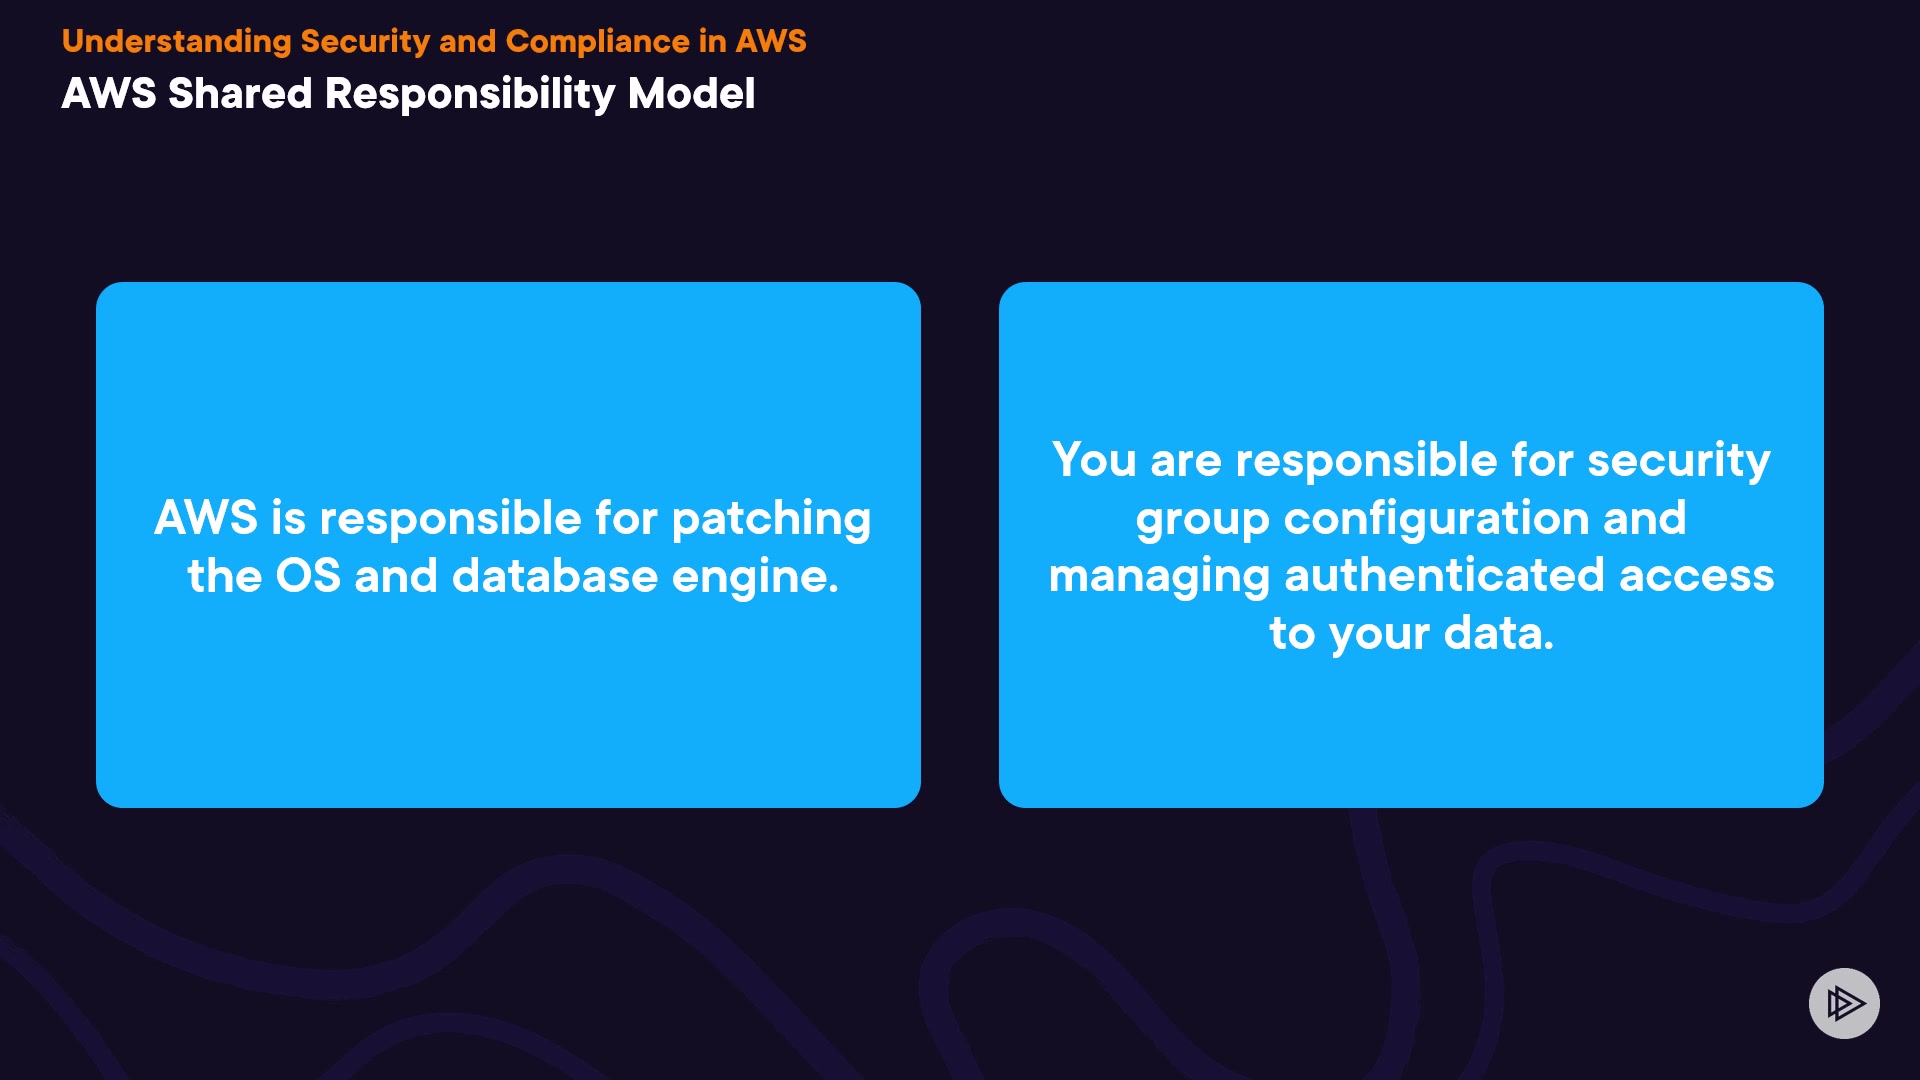 Understanding Security and Compliance in AWS
AWS Shared Responsibility Model
AWS is responsible for patching
the OS and database engine.
You are responsible for security
group configuration and
managing authenticated access
to your data.